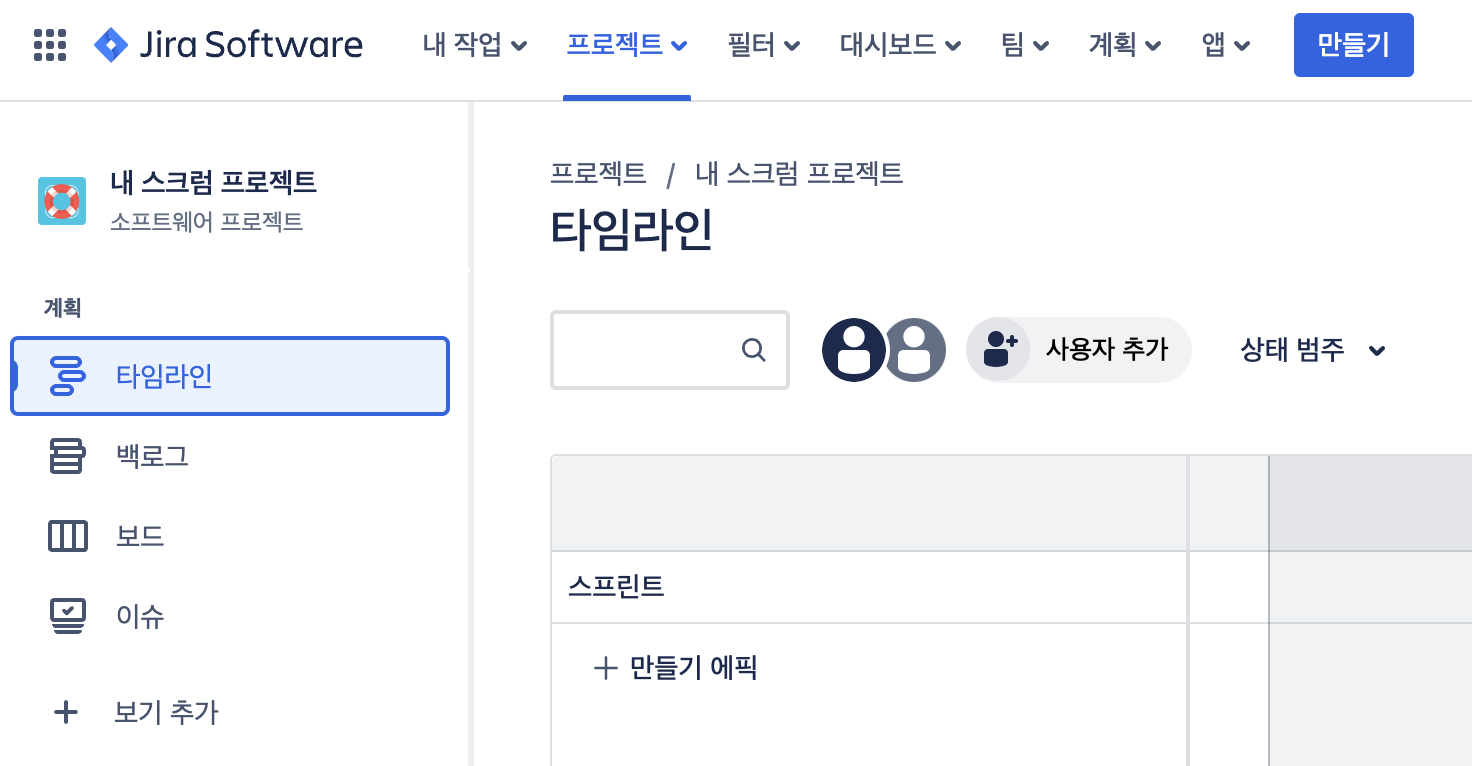 Jira Software 내 작업 프로젝트 필터 대시보드 팀 계획 앱 만들기
내 스크럼 프로젝트
소프트웨어 프로젝트
계획
타임라인
백로그
보드
이슈
보기 추가
프로젝트 / 내 스크럼 프로젝트
타임라인
사용자 추가 상태 범주
스프린트
만들기 에픽